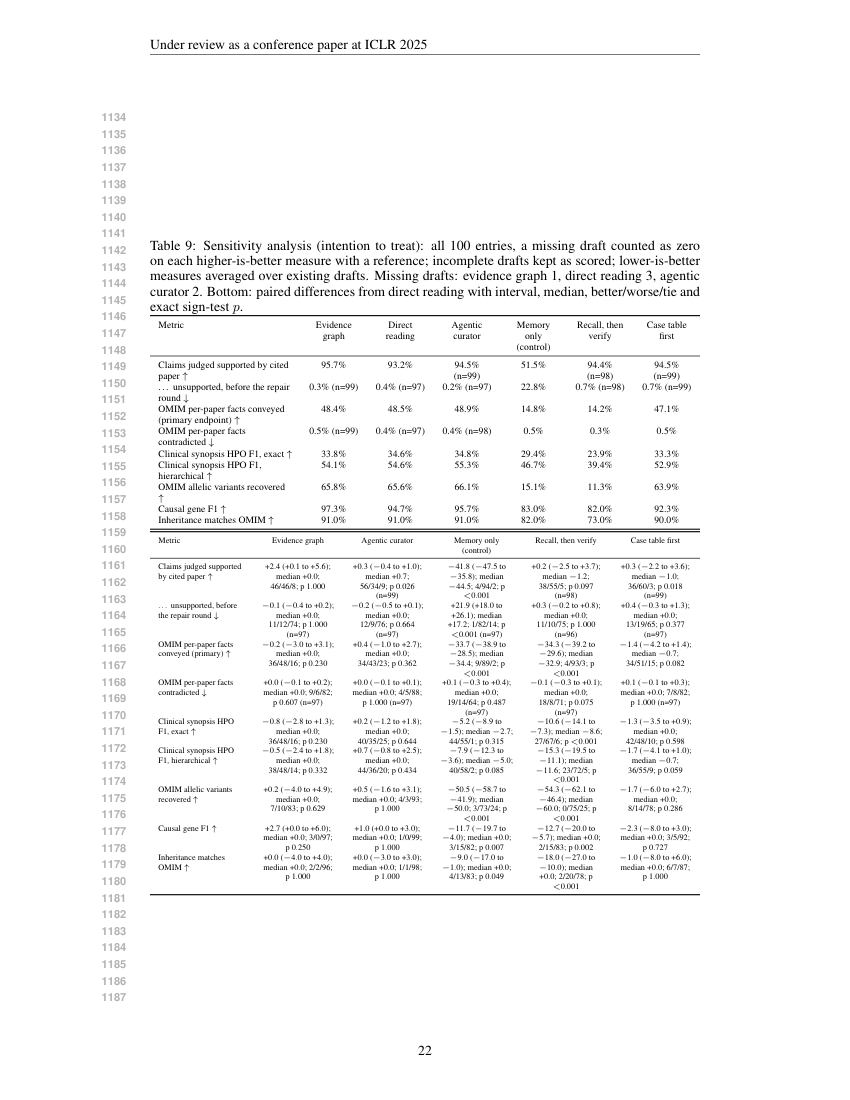 Under review as a conference paper at ICLR 2025
1134
1135
1136
1137
1138
1139
1140
1141
1142
1143
1144
1145
1146
1147
1148
1149
1150
1151
1152
1153
1154
1155
1156
1157
1158
1159
1160
1161
1162
1163
1164
1165
1166
1167
1168
1169
1170
1171
1172
1173
1174
1175
1176
1177
1178
1179
1180
1181
1182
1183
1184
1185
1186
1187
Table 9: Sensitivity analysis (intention to treat): all 100 entries, a missing draft counted as zero
on each higher-is-better measure with a reference; incomplete drafts kept as scored; lower-is-better
measures averaged over existing drafts. Missing drafts: evidence graph 1, direct reading 3, agentic
curator 2. Bottom: paired differences from direct reading with interval, median, better/worse/tie and
exact sign-test p.
Metric Evidence graph Direct reading Agentic curator Memory only (control) Recall, then verify Case table first
Claims judged supported by cited paper ↑ 95.7% 93.2% 94.5% (n=99) 51.5% 94.4% (n=98) 94.5% (n=99)
... unsupported, before the repair round ↓ 0.3% (n=99) 0.4% (n=97) 0.2% (n=97) 22.8% 0.7% (n=98) 0.7% (n=99)
OMIM per-paper facts conveyed (primary endpoint) ↑ 48.4% 48.5% 48.9% 14.8% 14.2% 47.1%
OMIM per-paper facts contradicted ↓ 0.5% (n=99) 0.4% (n=97) 0.4% (n=98) 0.5% 0.3% 0.5%
Clinical synopsis HPO F1, exact ↑ 33.8% 34.6% 34.8% 29.4% 23.9% 33.3%
Clinical synopsis HPO F1, hierarchical ↑ 54.1% 54.6% 55.3% 46.7% 39.4% 52.9%
OMIM allelic variants recovered ↑ 65.8% 65.6% 66.1% 15.1% 11.3% 63.9%
Causal gene F1 ↑ 97.3% 94.7% 95.7% 83.0% 82.0% 92.3%
Inheritance matches OMIM ↑ 91.0% 91.0% 91.0% 82.0% 73.0% 90.0%
Metric Evidence graph Agentic curator Memory only (control) Recall, then verify Case table first
Claims judged supported by cited paper ↑ +2.4 (+0.1 to +5.6); median +0.0; 46/46/8; p 1.000 +0.3 (−0.4 to +1.0); median +0.7; 56/34/9; p 0.026 (n=99) −41.8 (−47.5 to −35.8); median −44.5; 4/94/2; p <0.001 +0.2 (−2.5 to +3.7); median −1.2; 38/55/5; p 0.097 (n=98) +0.3 (−2.2 to +3.6); median −1.0; 36/60/3; p 0.018 (n=99)
... unsupported, before the repair round ↓ −0.1 (−0.4 to +0.2); median +0.0; 11/12/74; p 1.000 (n=97) −0.2 (−0.5 to +0.1); median +0.0; 12/9/76; p 0.664 (n=97) +21.9 (+18.0 to +26.1); median +17.2; 1/82/14; p <0.001 (n=97) +0.3 (−0.2 to +0.8); median +0.0; 11/10/75; p 1.000 (n=96) +0.4 (−0.3 to +1.3); median +0.0; 13/19/65; p 0.377 (n=97)
OMIM per-paper facts conveyed (primary) ↑ −0.2 (−3.0 to +3.1); median +0.0; 36/48/16; p 0.230 +0.4 (−1.0 to +2.7); median +0.0; 34/43/23; p 0.362 −33.7 (−38.9 to −28.5); median −34.4; 9/89/2; p <0.001 −34.3 (−39.2 to −29.6); median −32.9; 4/93/3; p <0.001 −1.4 (−4.2 to +1.4); median −0.7; 34/51/15; p 0.082
OMIM per-paper facts contradicted ↓ +0.0 (−0.1 to +0.2); median +0.0; 9/6/82; p 0.607 (n=97) +0.0 (−0.1 to +0.1); median +0.0; 4/5/88; p 1.000 (n=97) +0.1 (−0.3 to +0.4); median +0.0; 19/14/64; p 0.487 (n=97) −0.1 (−0.3 to +0.1); median +0.0; 18/8/71; p 0.075 (n=97) +0.1 (−0.1 to +0.3); median +0.0; 7/8/82; p 1.000 (n=97)
Clinical synopsis HPO F1, exact ↑ −0.8 (−2.8 to +1.3); median +0.0; 36/48/16; p 0.230 +0.2 (−1.2 to +1.8); median +0.0; 40/35/25; p 0.644 −5.2 (−8.9 to −1.5); median −2.7; 44/55/1; p 0.315 −10.6 (−14.1 to −7.3); median −8.6; 27/67/6; p <0.001 −1.3 (−3.5 to +0.9); median +0.0; 42/48/10; p 0.598
Clinical synopsis HPO F1, hierarchical ↑ −0.5 (−2.4 to +1.8); median +0.0; 38/48/14; p 0.332 +0.7 (−0.8 to +2.5); median +0.0; 44/36/20; p 0.434 −7.9 (−12.3 to −3.6); median −5.0; 40/58/2; p 0.085 −15.3 (−19.5 to −11.1); median −11.6; 23/72/5; p <0.001 −1.7 (−4.1 to +1.0); median −0.7; 36/55/9; p 0.059
OMIM allelic variants recovered ↑ +0.2 (−4.0 to +4.9); median +0.0; 7/10/83; p 0.629 +0.5 (−1.6 to +3.1); median +0.0; 4/3/93; p 1.000 −50.5 (−58.7 to −41.9); median −50.0; 3/73/24; p <0.001 −54.3 (−62.1 to −46.4); median −60.0; 0/75/25; p <0.001 −1.7 (−6.0 to +2.7); median +0.0; 8/14/78; p 0.286
Causal gene F1 ↑ +2.7 (+0.0 to +6.0); median +0.0; 3/0/97; p 0.250 +1.0 (+0.0 to +3.0); median +0.0; 1/0/99; p 1.000 −11.7 (−19.7 to −4.0); median +0.0; 3/15/82; p 0.007 −12.7 (−20.0 to −5.7); median +0.0; 2/15/83; p 0.002 −2.3 (−8.0 to +3.0); median +0.0; 3/5/92; p 0.727
Inheritance matches OMIM ↑ +0.0 (−4.0 to +4.0); median +0.0; 2/2/96; p 1.000 +0.0 (−3.0 to +3.0); median +0.0; 1/1/98; p 1.000 −9.0 (−17.0 to −1.0); median +0.0; 4/13/83; p 0.049 −18.0 (−27.0 to −10.0); median +0.0; 2/20/78; p <0.001 −1.0 (−8.0 to +6.0); median +0.0; 6/7/87; p 1.000
22